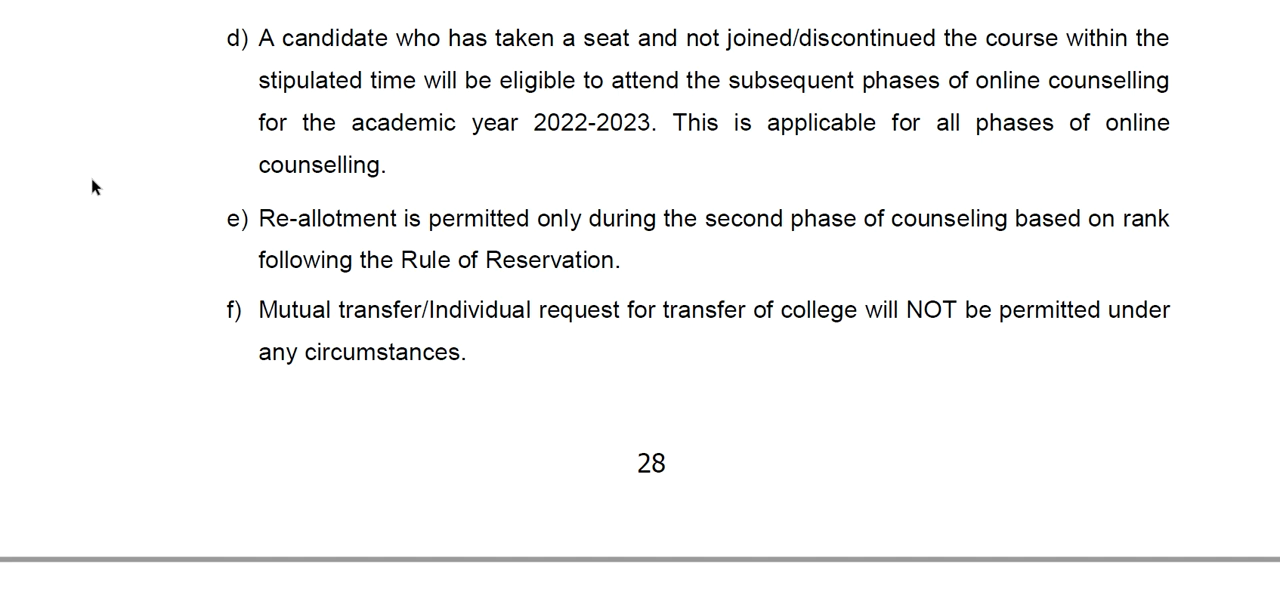 d) A candidate who has taken a seat and not joined/discontinued the course within the
stipulated time will be eligible to attend the subsequent phases of online counselling
for the academic year 2022-2023. This is applicable for all phases of online
counselling.
e) Re-allotment is permitted only during the second phase of counseling based on rank
following the Rule of Reservation.
f) Mutual transfer/Individual request for transfer of college will NOT be permitted under
any circumstances.
28